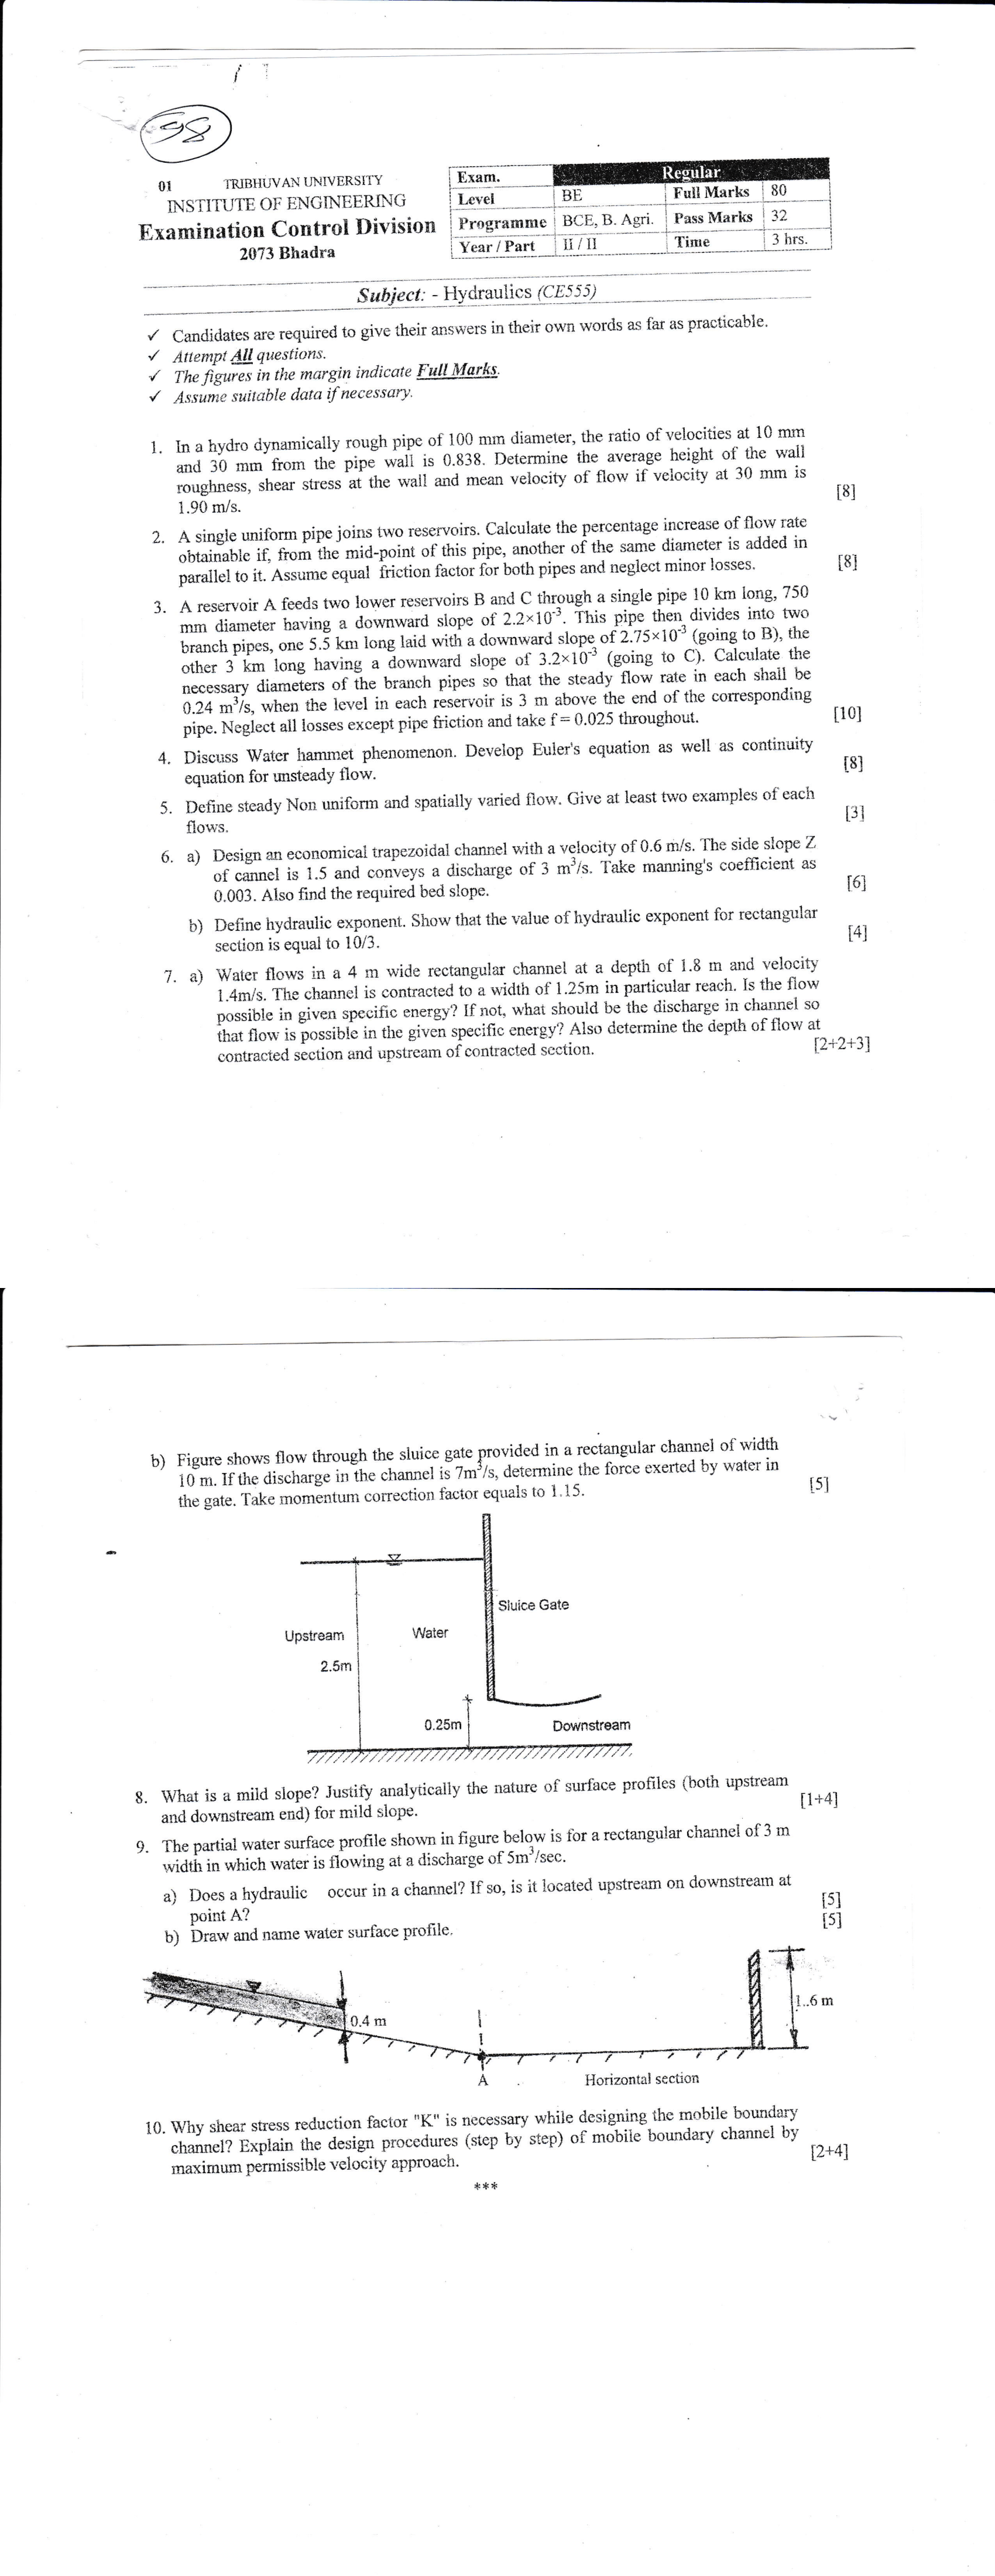 98
01 TRIBHUVAN UNIVERSITY
INSTITUTE OF ENGINEERING
Examination Control Division
2073 Bhadra
Exam. Regular
Level BE Full Marks 80
Programme BCE, B. Agri. Pass Marks 32
Year / Part II / II Time 3 hrs.
Subject: - Hydraulics (CE555)
✓ Candidates are required to give their answers in their own words as far as practicable.
✓ Attempt All questions.
✓ The figures in the margin indicate Full Marks.
✓ Assume suitable data if necessary.
1. In a hydro dynamically rough pipe of 100 mm diameter, the ratio of velocities at 10 mm
and 30 mm from the pipe wall is 0.838. Determine the average height of the wall
roughness, shear stress at the wall and mean velocity of flow if velocity at 30 mm is
1.90 m/s. [8]
2. A single uniform pipe joins two reservoirs. Calculate the percentage increase of flow rate
obtainable if, from the mid-point of this pipe, another of the same diameter is added in
parallel to it. Assume equal friction factor for both pipes and neglect minor losses. [8]
3. A reservoir A feeds two lower reservoirs B and C through a single pipe 10 km long, 750
mm diameter having a downward slope of 2.2×10⁻³. This pipe then divides into two
branch pipes, one 5.5 km long laid with a downward slope of 2.75×10⁻³ (going to B), the
other 3 km long having a downward slope of 3.2×10⁻³ (going to C). Calculate the
necessary diameters of the branch pipes so that the steady flow rate in each shall be
0.24 m³/s, when the level in each reservoir is 3 m above the end of the corresponding
pipe. Neglect all losses except pipe friction and take f = 0.025 throughout. [10]
4. Discuss Water hammet phenomenon. Develop Euler's equation as well as continuity
equation for unsteady flow. [8]
5. Define steady Non uniform and spatially varied flow. Give at least two examples of each
flows. [3]
6. a) Design an economical trapezoidal channel with a velocity of 0.6 m/s. The side slope Z
of cannel is 1.5 and conveys a discharge of 3 m³/s. Take manning's coefficient as
0.003. Also find the required bed slope. [6]
b) Define hydraulic exponent. Show that the value of hydraulic exponent for rectangular
section is equal to 10/3. [4]
7. a) Water flows in a 4 m wide rectangular channel at a depth of 1.8 m and velocity
1.4m/s. The channel is contracted to a width of 1.25m in particular reach. Is the flow
possible in given specific energy? If not, what should be the discharge in channel so
that flow is possible in the given specific energy? Also determine the depth of flow at
contracted section and upstream of contracted section. [2+2+3]
b) Figure shows flow through the sluice gate provided in a rectangular channel of width
10 m. If the discharge in the channel is 7m³/s, determine the force exerted by water in
the gate. Take momentum correction factor equals to 1.15. [5]
Sluice Gate
Upstream Water
2.5m
0.25m Downstream
8. What is a mild slope? Justify analytically the nature of surface profiles (both upstream
and downstream end) for mild slope. [1+4]
9. The partial water surface profile shown in figure below is for a rectangular channel of 3 m
width in which water is flowing at a discharge of 5m³/sec.
a) Does a hydraulic occur in a channel? If so, is it located upstream on downstream at
point A? [5]
b) Draw and name water surface profile. [5]
1..6 m
0.4 m
A Horizontal section
10. Why shear stress reduction factor "K" is necessary while designing the mobile boundary
channel? Explain the design procedures (step by step) of mobile boundary channel by
maximum permissible velocity approach. [2+4]
***